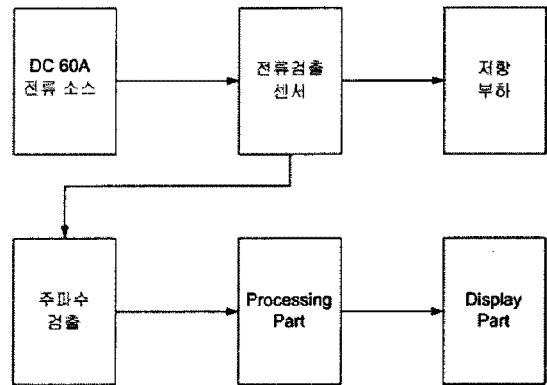 DC 60A
전류 소스
전류검출
센서
저항
부하
주파수
검출
Processing
Part
Display
Part